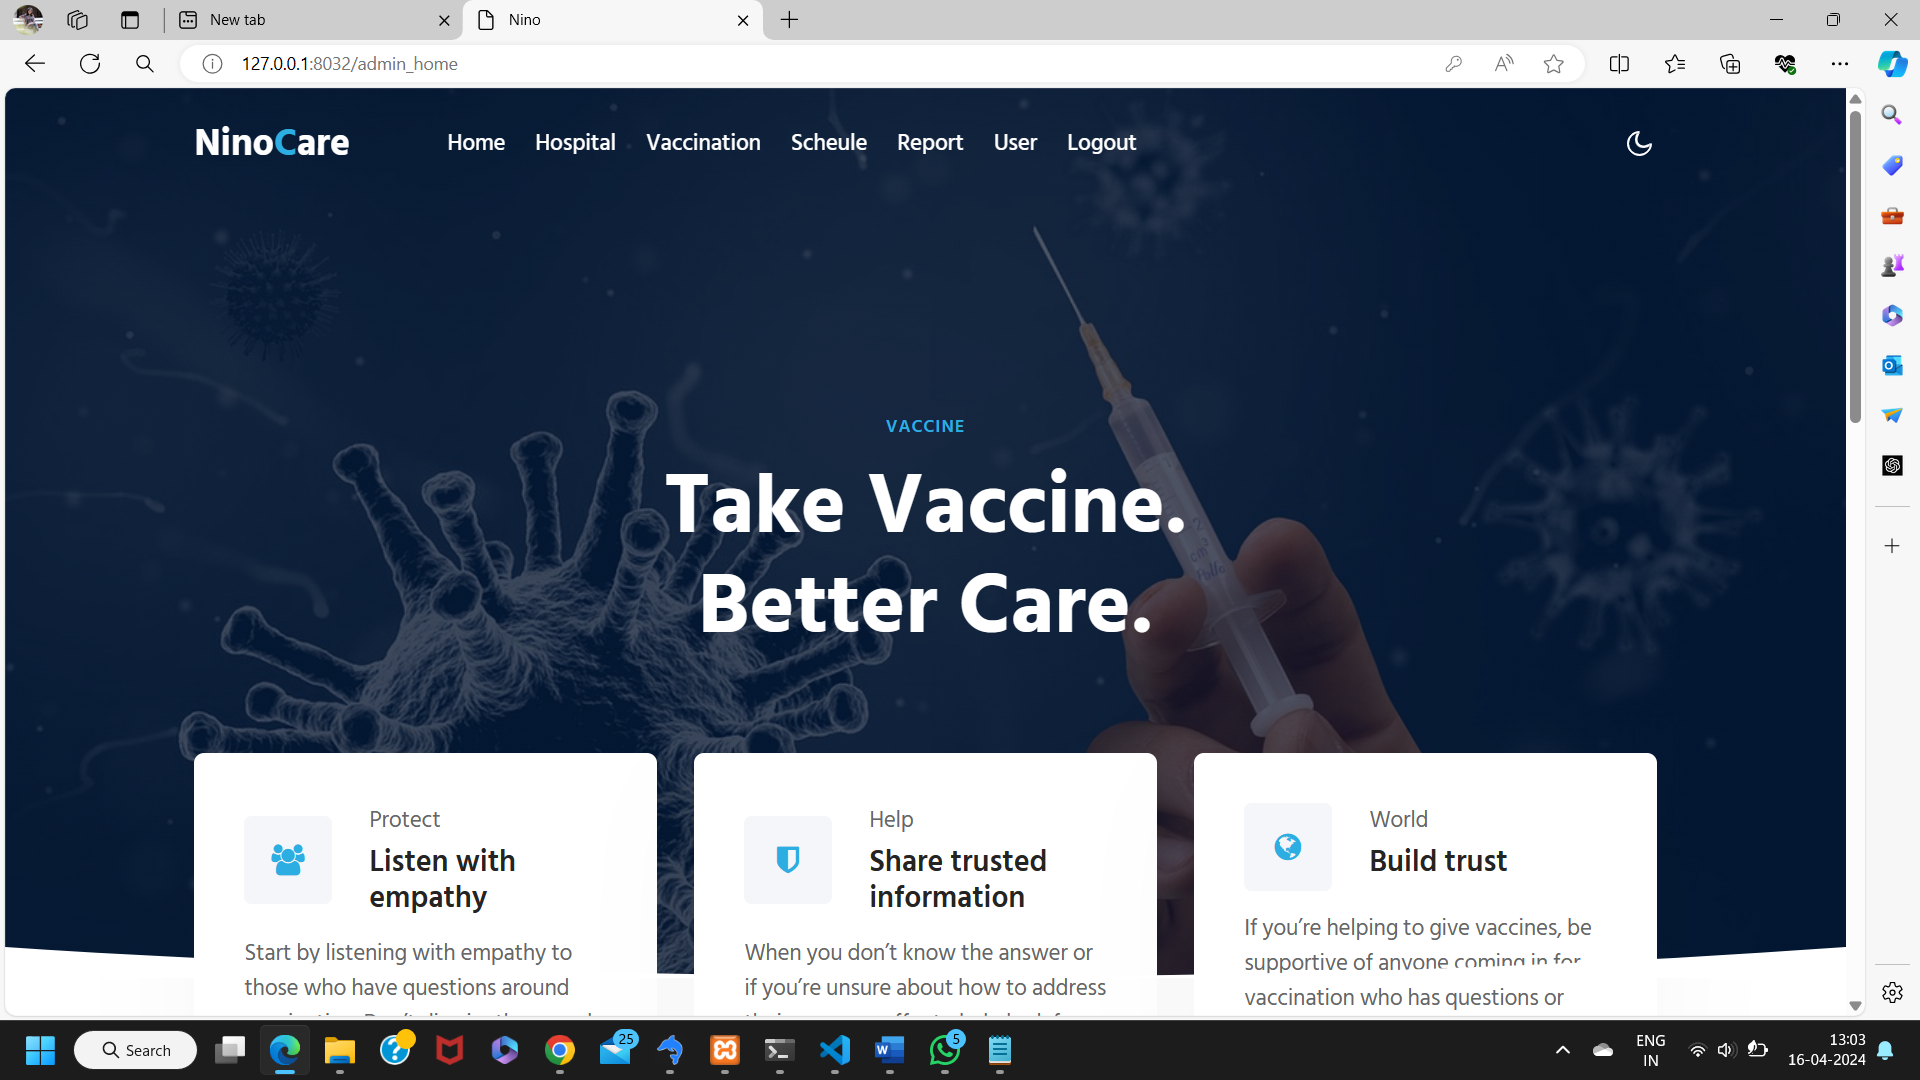 New tab
Nino
127.0.0.1:8032/admin_home
NinoCare
Home Hospital Vaccination Scheule Report User Logout
VACCINE
Take Vaccine.
Better Care.
Protect
Listen with
empathy
Start by listening with empathy to
those who have questions around
Help
Share trusted
information
When you don’t know the answer or
if you’re unsure about how to address
World
Build trust
If you’re helping to give vaccines, be
supportive of anyone coming in for
vaccination who has questions or
Search
25
5
ENG
IN
13:03
16-04-2024